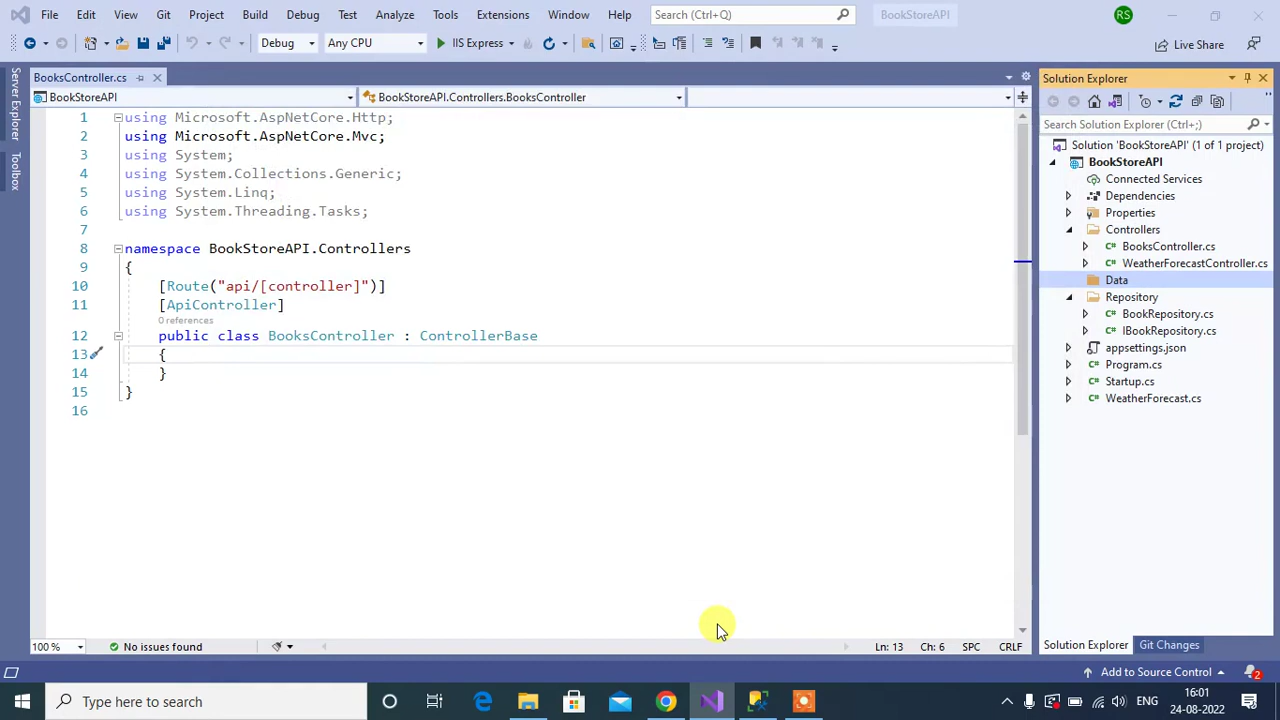 File Edit View Git Project Build Debug Test Analyze Tools Extensions Window Help Search (Ctrl+Q) BookStoreAPI RS
Debug Any CPU IIS Express Live Share
Server Explorer
Toolbox
BooksController.cs
BookStoreAPI BookStoreAPI.Controllers.BooksController
1 using Microsoft.AspNetCore.Http;
2 using Microsoft.AspNetCore.Mvc;
3 using System;
4 using System.Collections.Generic;
5 using System.Linq;
6 using System.Threading.Tasks;
7
8 namespace BookStoreAPI.Controllers
9 {
10 [Route("api/[controller]")]
11 [ApiController]
0 references
12 public class BooksController : ControllerBase
13 {
14 }
15 }
16
100 % No issues found Ln: 13 Ch: 6 SPC CRLF
Solution Explorer
Search Solution Explorer (Ctrl+;)
Solution 'BookStoreAPI' (1 of 1 project)
BookStoreAPI
Connected Services
Dependencies
Properties
Controllers
BooksController.cs
WeatherForecastController.cs
Data
Repository
BookRepository.cs
IBookRepository.cs
appsettings.json
Program.cs
Startup.cs
WeatherForecast.cs
Solution Explorer Git Changes
Add to Source Control 2
Type here to search
ENG
16:01
24-08-2022